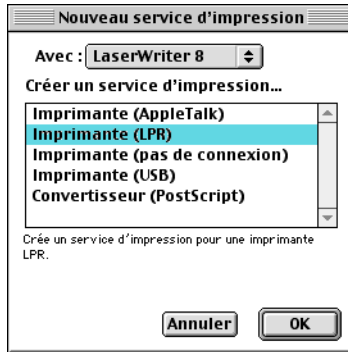 Nouveau service d'impression
Avec : LaserWriter 8
Créer un service d'impression...
Imprimante (AppleTalk)
Imprimante (LPR)
Imprimante (pas de connexion)
Imprimante (USB)
Convertisseur (PostScript)
Crée un service d'impression pour une imprimante
LPR.
Annuler OK